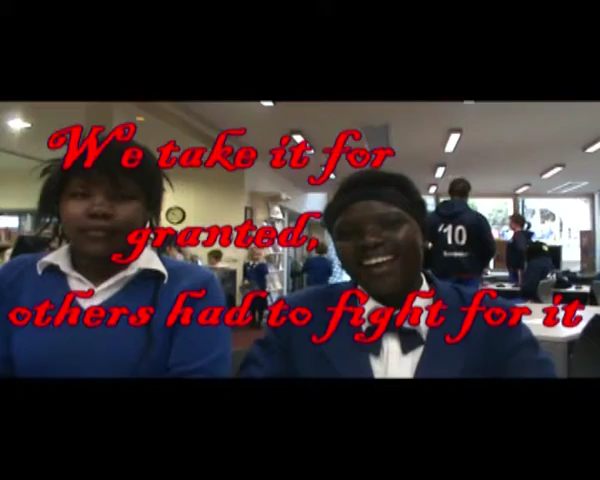 We take it for
granted,
others had to fight for it
'10